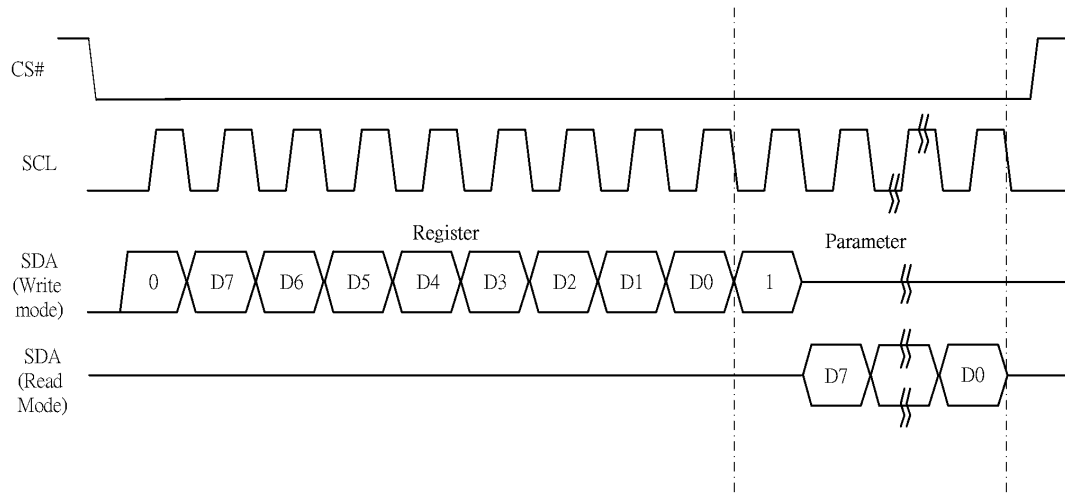 CS#
SCL
Register
Parameter
SDA
(Write
mode)
0 D7 D6 D5 D4 D3 D2 D1 D0 1
SDA
(Read
Mode)
D7 D0